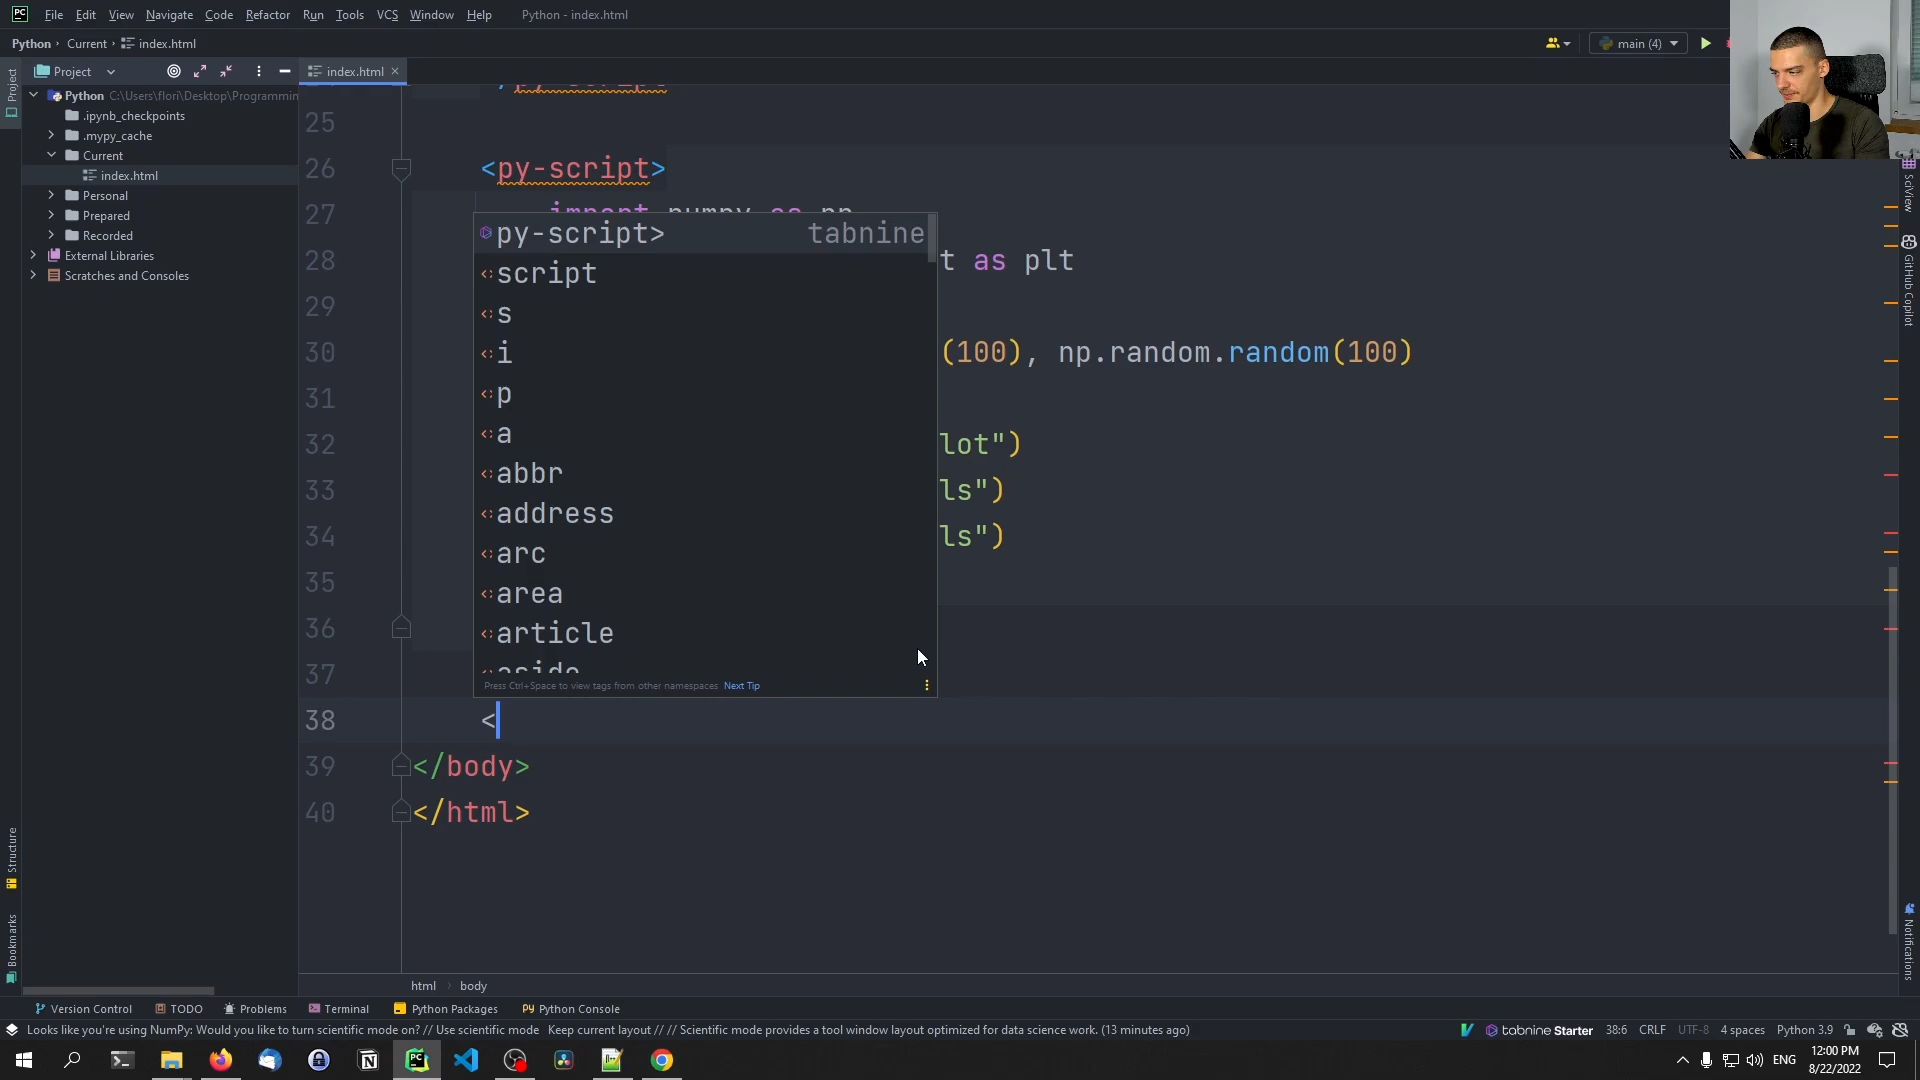 PC File Edit View Navigate Code Refactor Run Tools VCS Window Help Python - index.html
Python Current index.html main (4)
Project index.html
Python C:\Users\flori\Desktop\Programmin
.ipynb_checkpoints
.mypy_cache
Current
index.html
Personal
Prepared
Recorded
External Libraries
Scratches and Consoles
Project
Structure
Bookmarks
25
26 <py-script>
27 import numpy as np
28 t as plt
29
30 (100), np.random.random(100)
31
32 lot")
33 ls")
34 ls")
35
36
37
38 <
39 </body>
40 </html>
py-script> tabnine
script
s
i
p
a
abbr
address
arc
area
article
aside
Press Ctrl+Space to view tags from other namespaces Next Tip
SciView
GitHub Copilot
Notifications
html body
Version Control TODO Problems Terminal Python Packages Python Console
Looks like you're using NumPy: Would you like to turn scientific mode on? // Use scientific mode Keep current layout // // Scientific mode provides a tool window layout optimized for data science work. (13 minutes ago) tabnine Starter 38:6 CRLF UTF-8 4 spaces Python 3.9
ENG 12:00 PM
8/22/2022